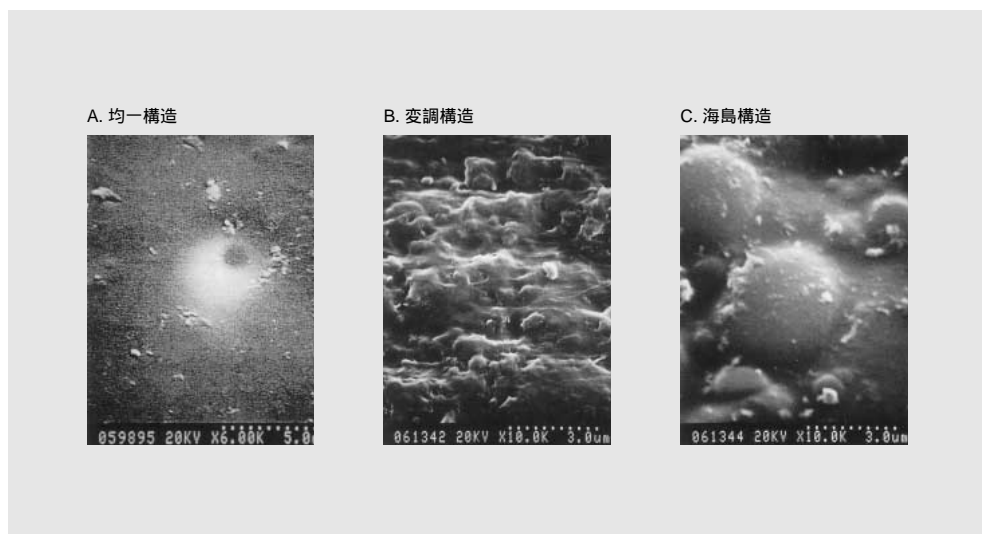 A. 均一構造
B. 変調構造
C. 海島構造
059895 20KV X6.00K 5.0
061342 20KV X10.0K 3.0um
061344 20KV X10.0K 3.0um